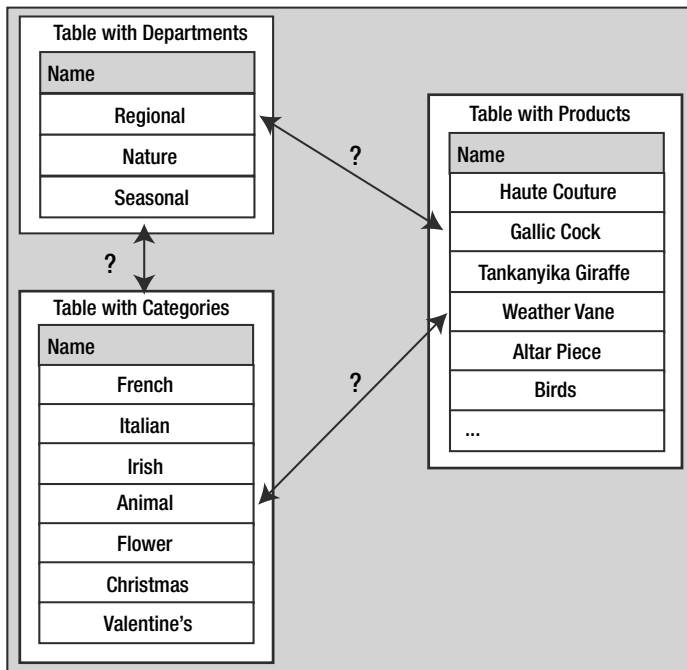 Table with Departments
Name
Regional
Nature
Seasonal
?
Table with Categories
Name
French
Italian
Irish
Animal
Flower
Christmas
Valentine’s
?
?
Table with Products
Name
Haute Couture
Gallic Cock
Tankanyika Giraffe
Weather Vane
Altar Piece
Birds
...